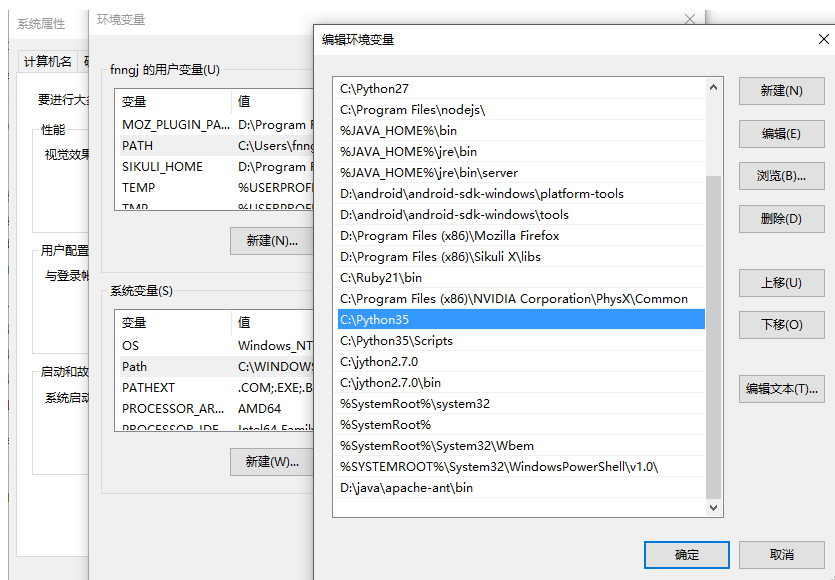 系统属性
计算机名
要进行大
性能
视觉效果
用户配置
与登录帐
启动和故
系统启动
环境变量
fnngj 的用户变量(U)
变量 值
MOZ_PLUGIN_PA... D:\Program F
PATH C:\Users\fnng
SIKULI_HOME D:\Program F
TEMP %USERPROFI
TMP %USERPROFI
新建(N)...
系统变量(S)
变量 值
OS Windows_NT
Path C:\WINDOWS
PATHEXT .COM;.EXE;.B
PROCESSOR_AR... AMD64
PROCESSOR_IDE Intel64 Family
新建(W)...
编辑环境变量
C:\Python27
C:\Program Files\nodejs\
%JAVA_HOME%\bin
%JAVA_HOME%\jre\bin
%JAVA_HOME%\jre\bin\server
D:\android\android-sdk-windows\platform-tools
D:\android\android-sdk-windows\tools
D:\Program Files (x86)\Mozilla Firefox
D:\Program Files (x86)\Sikuli X\libs
C:\Ruby21\bin
C:\Program Files (x86)\NVIDIA Corporation\PhysX\Common
C:\Python35
C:\Python35\Scripts
C:\jython2.7.0
C:\jython2.7.0\bin
%SystemRoot%\system32
%SystemRoot%
%SystemRoot%\System32\Wbem
%SYSTEMROOT%\System32\WindowsPowerShell\v1.0\
D:\java\apache-ant\bin
新建(N)
编辑(E)
浏览(B)...
删除(D)
上移(U)
下移(O)
编辑文本(T)...
确定
取消